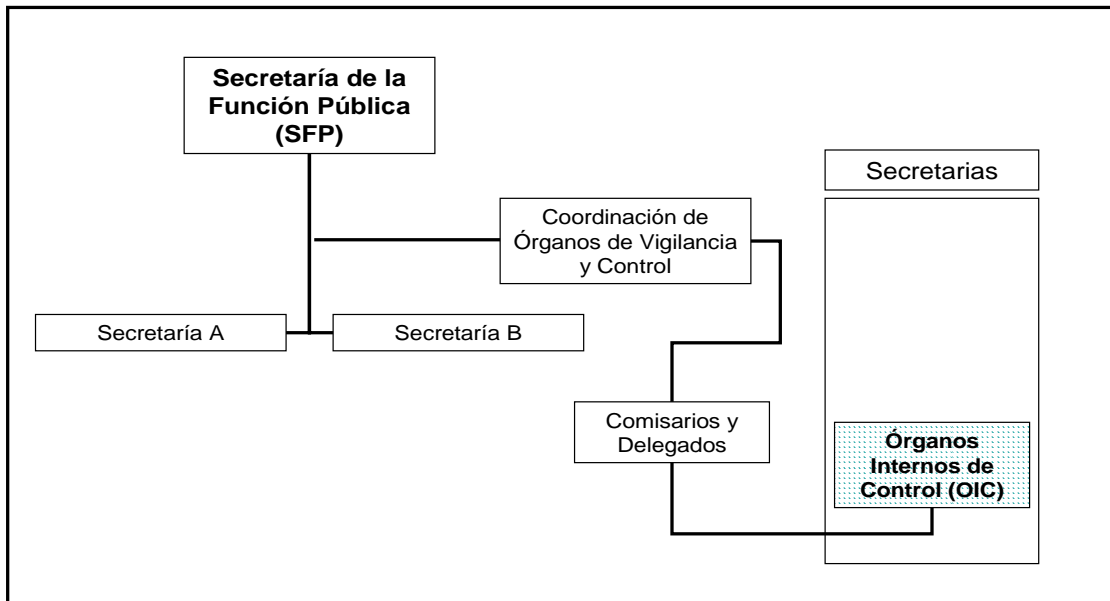 Secretaría de la
Función Pública
(SFP)
Secretarias
Coordinación de
Órganos de Vigilancia
y Control
Secretaría A
Secretaría B
Comisarios y
Delegados
Órganos
Internos de
Control (OIC)